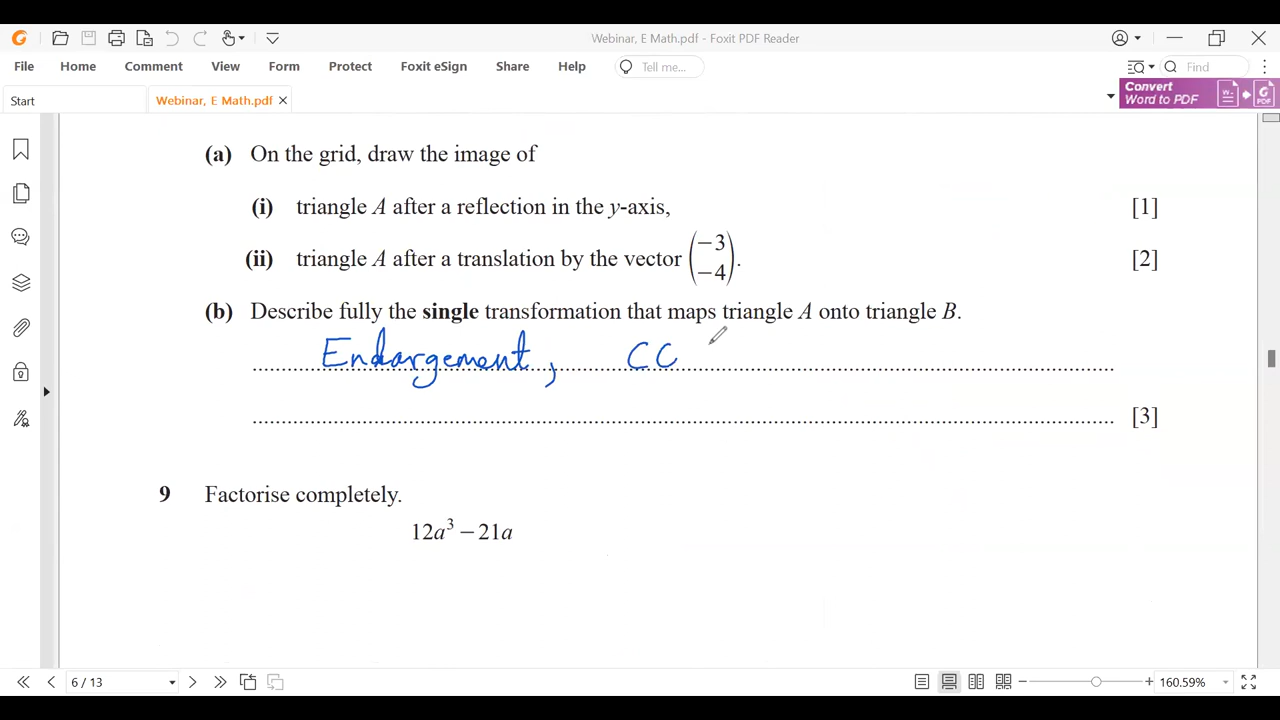 Webinar, E Math.pdf - Foxit PDF Reader
File Home Comment View Form Protect Foxit eSign Share Help Tell me... Find
Start Webinar, E Math.pdf Convert Word to PDF
(a) On the grid, draw the image of
(i) triangle A after a reflection in the y-axis, [1]
(ii) triangle A after a translation by the vector (−3 −4). [2]
(b) Describe fully the single transformation that maps triangle A onto triangle B.
Enlargement, CC
[3]
9 Factorise completely.
12a³ − 21a
6 / 13 160.59%